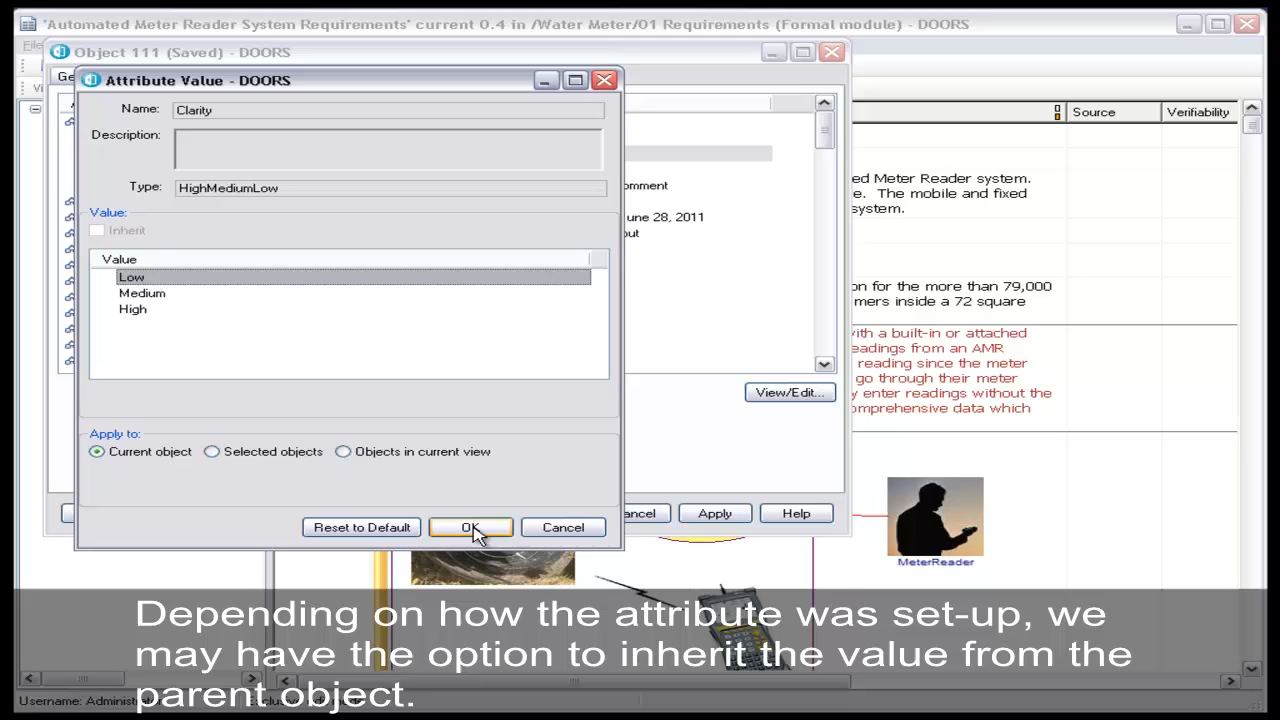 'Automated Meter Reader System Requirements' current 0.4 in /Water Meter/01 Requirements (Formal module) - DOORS
Object 111 (Saved) - DOORS
Attribute Value - DOORS
Name: Clarity
Description:
Type: HighMediumLow
Value:
Inherit
Value
Low
Medium
High
Apply to:
Current object
Selected objects
Objects in current view
Reset to Default
OK
Cancel
omment
une 28, 2011
out
View/Edit...
ancel
Apply
Help
Source
Verifiability
ed Meter Reader system.
e. The mobile and fixed
system.
on for the more than 79,000
mers inside a 72 square
with a built-in or attached
eadings from an AMR
reading since the meter
go through their meter
y enter readings without the
omprehensive data which
MeterReader
Depending on how the attribute was set-up, we
may have the option to inherit the value from the
parent object.
Username: Administrator